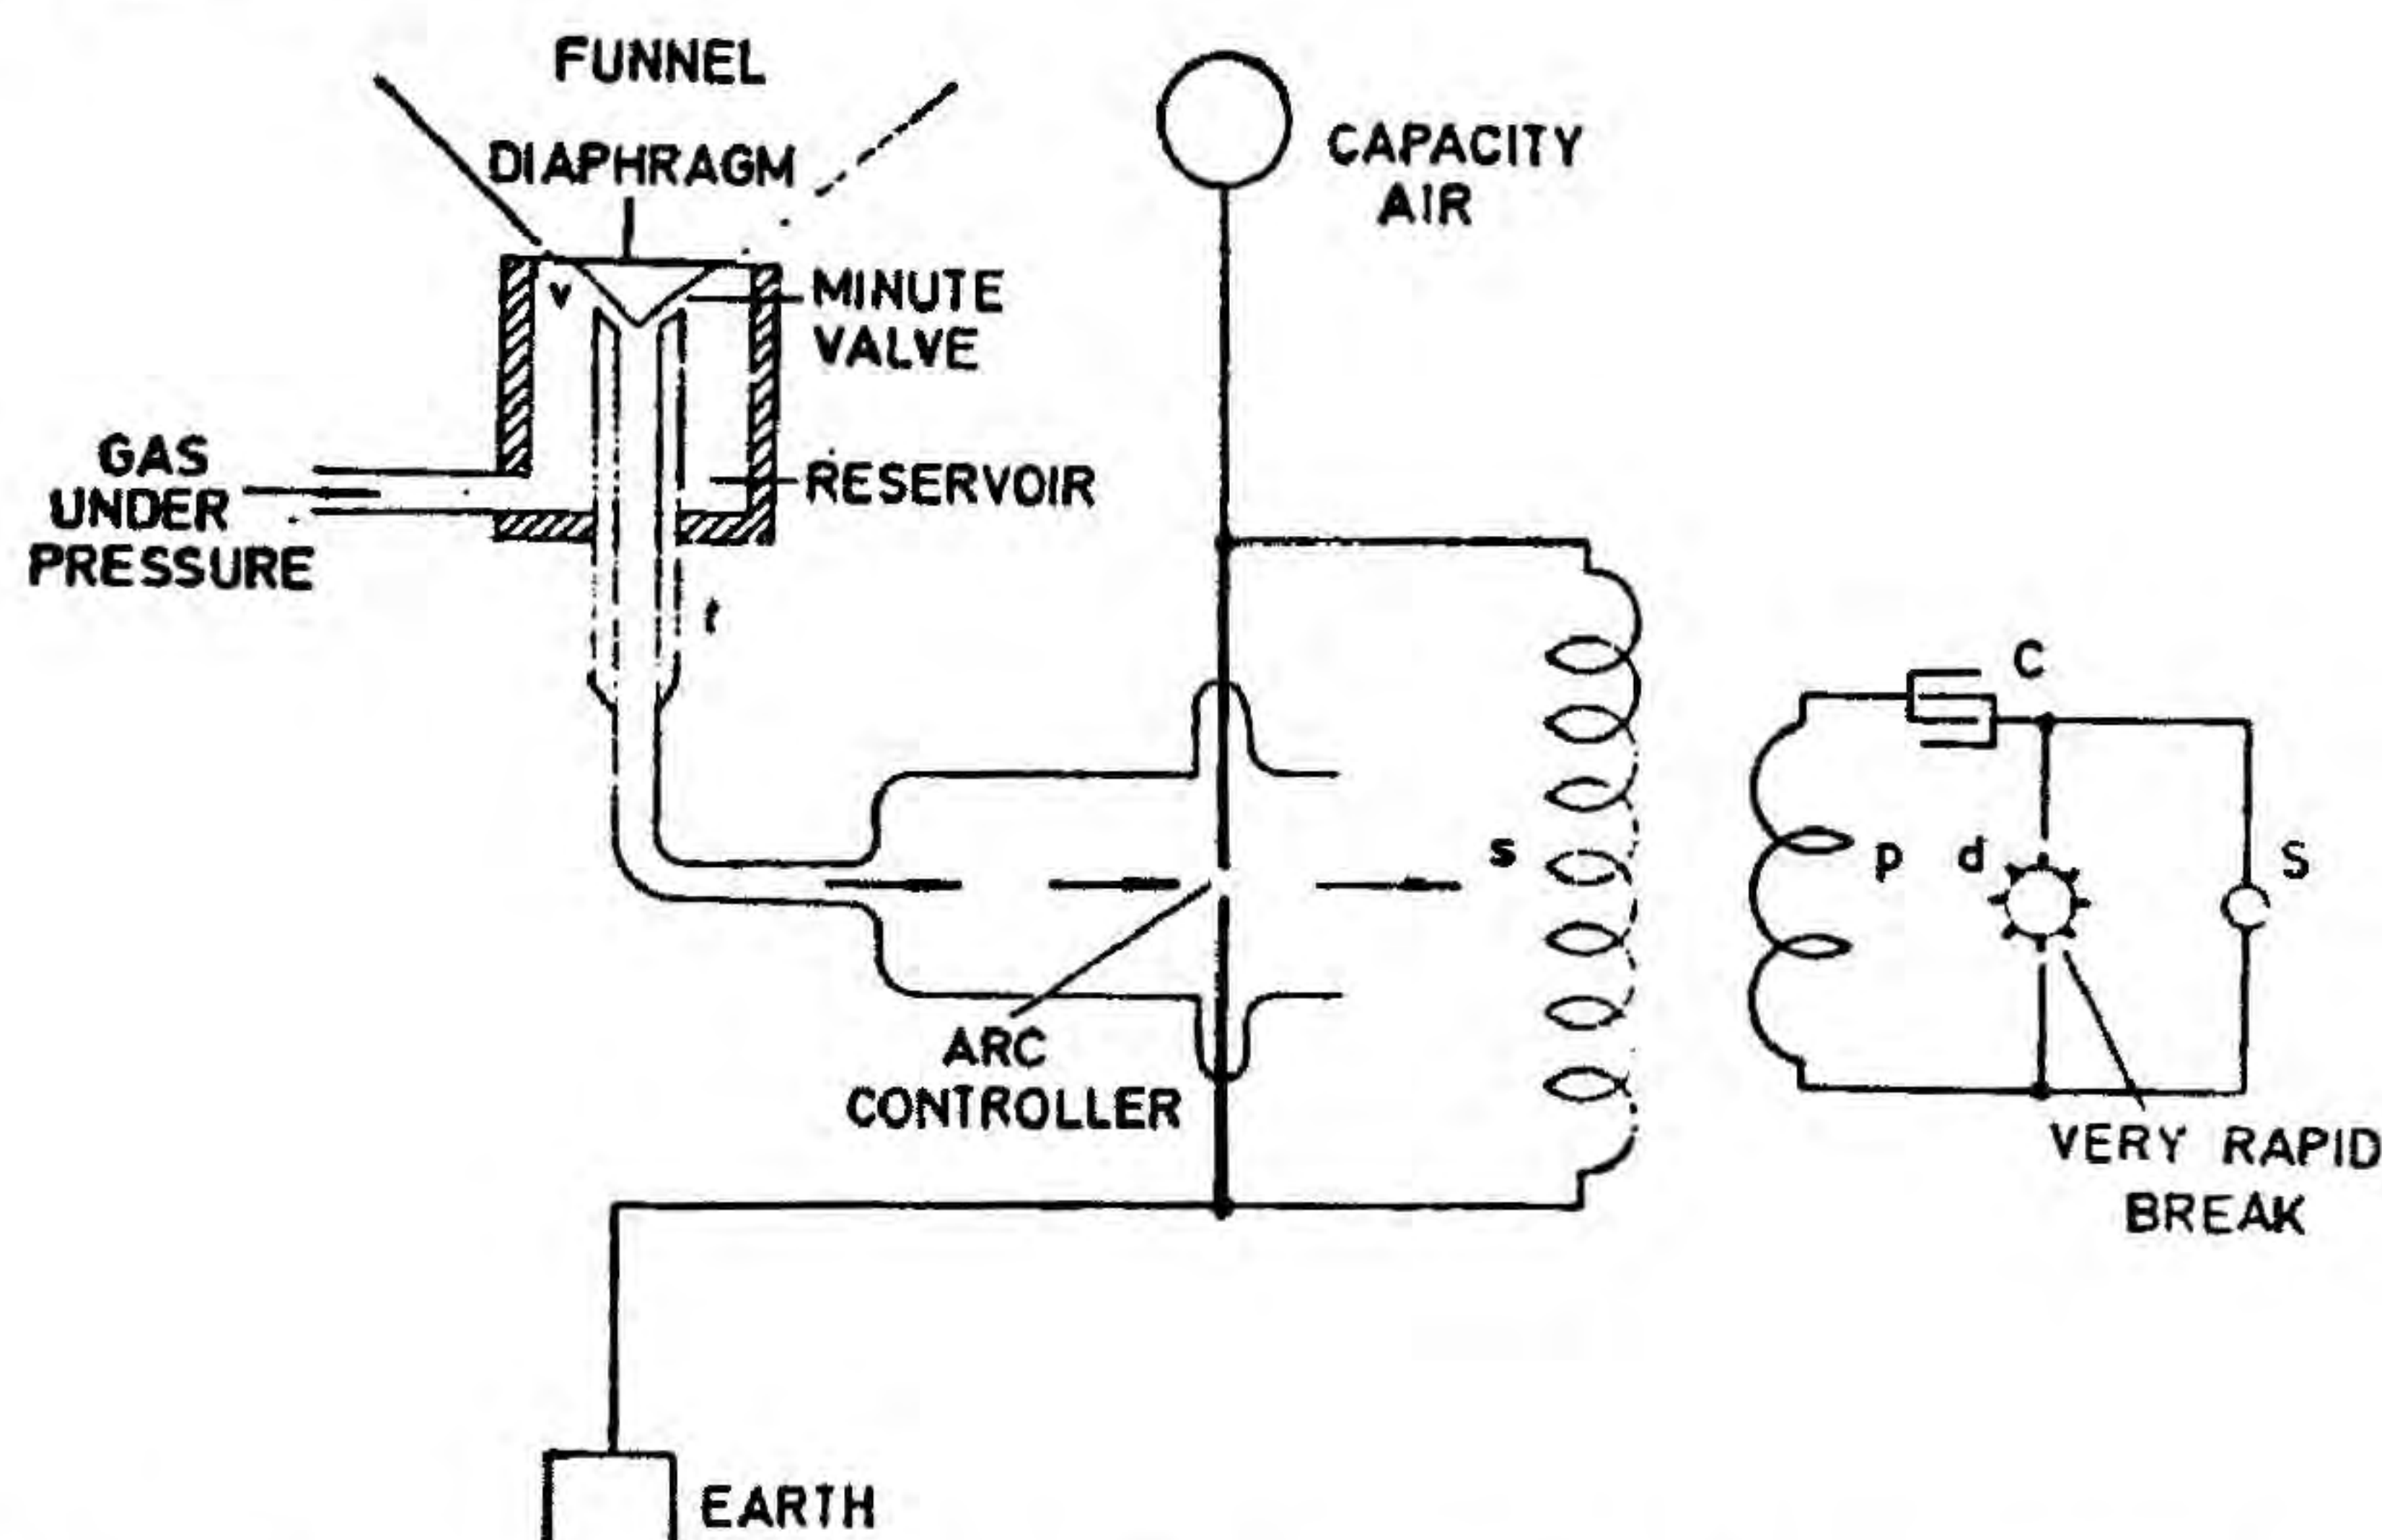 FUNNEL
DIAPHRAGM
CAPACITY
AIR
v
MINUTE
VALVE
GAS
UNDER
PRESSURE
RESERVOIR
t
C
s
p
d
S
ARC
CONTROLLER
VERY RAPID
BREAK
EARTH